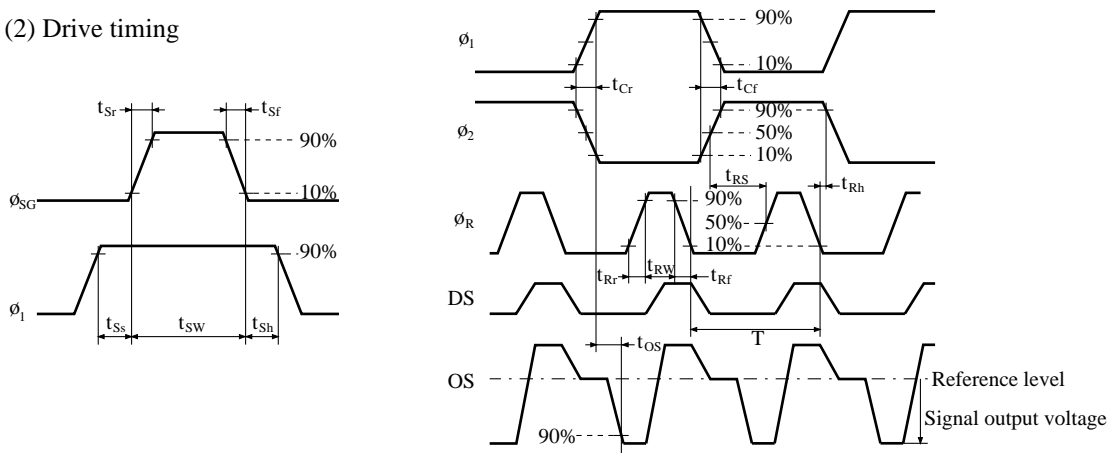 (2) Drive timing
t_Sr
t_Sf
90%
10%
ø_SG
90%
ø_1
t_Ss
t_SW
t_Sh
90%
ø_1
10%
t_Cr
t_Cf
90%
ø_2
50%
10%
t_RS
t_Rh
90%
ø_R
50%
10%
t_Rr
t_RW
t_Rf
DS
T
t_OS
OS
Reference level
Signal output voltage
90%